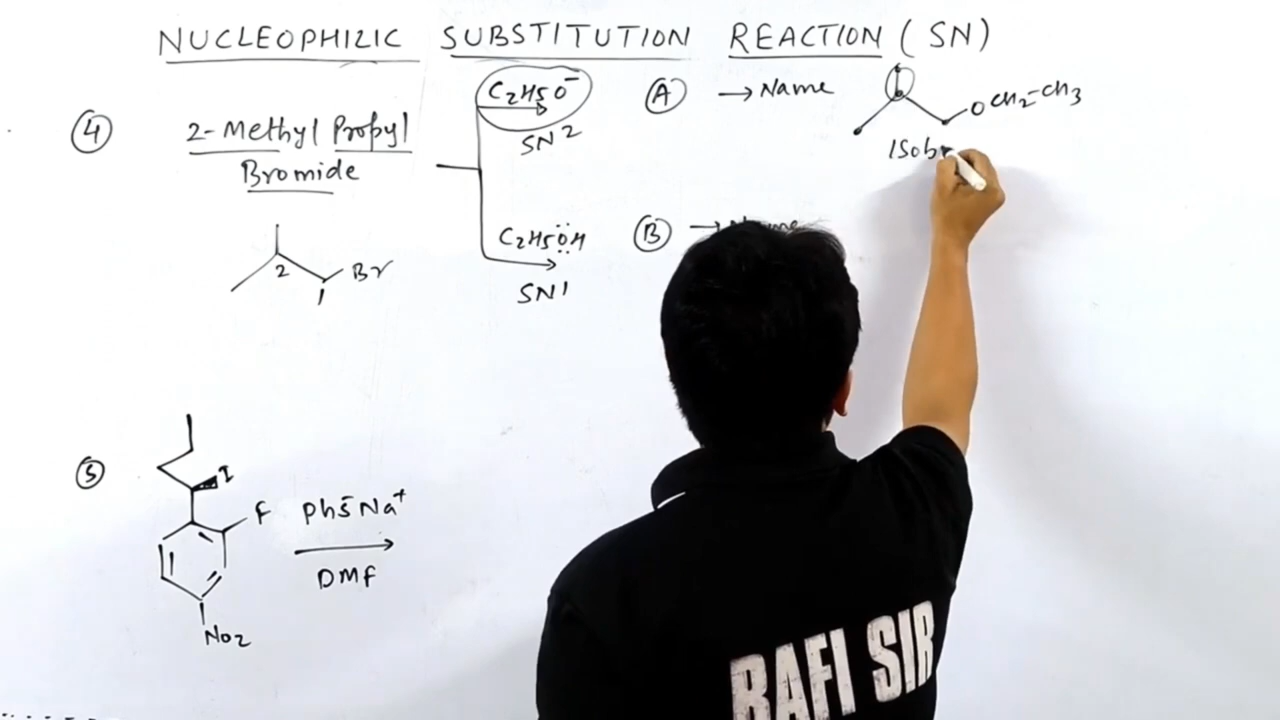 NUCLEOPHILIC SUBSTITUTION REACTION (SN)
4
2-Methyl Propyl
Bromide
2
1
Br
C2H5O-
SN2
C2H5OH
SN1
A → Name
O CH2-CH3
Isob
B →
5
I
F
NO2
PhS-Na+
DMF
RAFI SIR